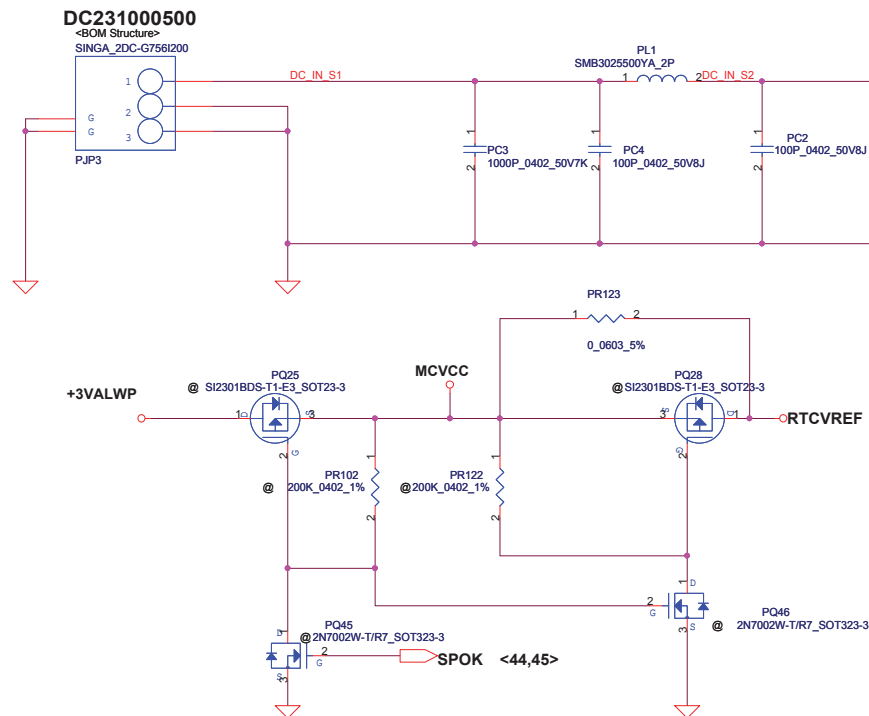 DC231000500
<BOM Structure>
SINGA_2DC-G756I200
1
2
3
G
G
PJP3
DC_IN_S1
PL1
SMB3025500YA_2P
1
2
DC_IN_S2
1
2
PC3
1000P_0402_50V7K
1
2
PC4
100P_0402_50V8J
1
2
PC2
100P_0402_50V8J
PR123
1
2
0_0603_5%
+3VALWP
PQ25
@ SI2301BDS-T1-E3_SOT23-3
1
D
S
3
2
G
MCVCC
PQ28
@SI2301BDS-T1-E3_SOT23-3
3
S
D
1
2
G
RTCVREF
1
PR102
@ 200K_0402_1%
2
1
PR122
@200K_0402_1%
2
PQ45
@2N7002W-T/R7_SOT323-3
1
D
S
3
2
G
SPOK <44,45>
PQ46
@ 2N7002W-T/R7_SOT323-3
1
D
2
G
3
S